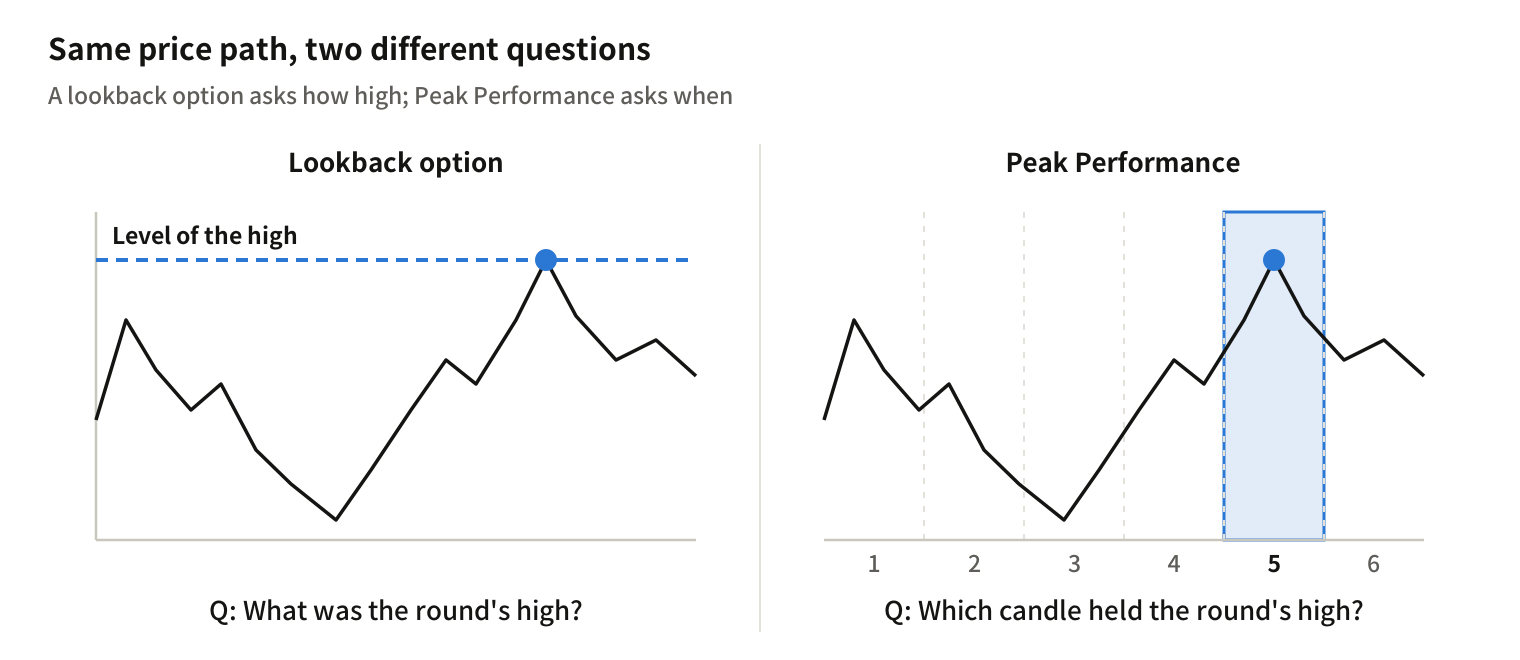 Same price path, two different questions
A lookback option asks how high; Peak Performance asks when
Lookback option
Level of the high
Q: What was the round's high?
Peak Performance
1 2 3 4 5 6
Q: Which candle held the round's high?